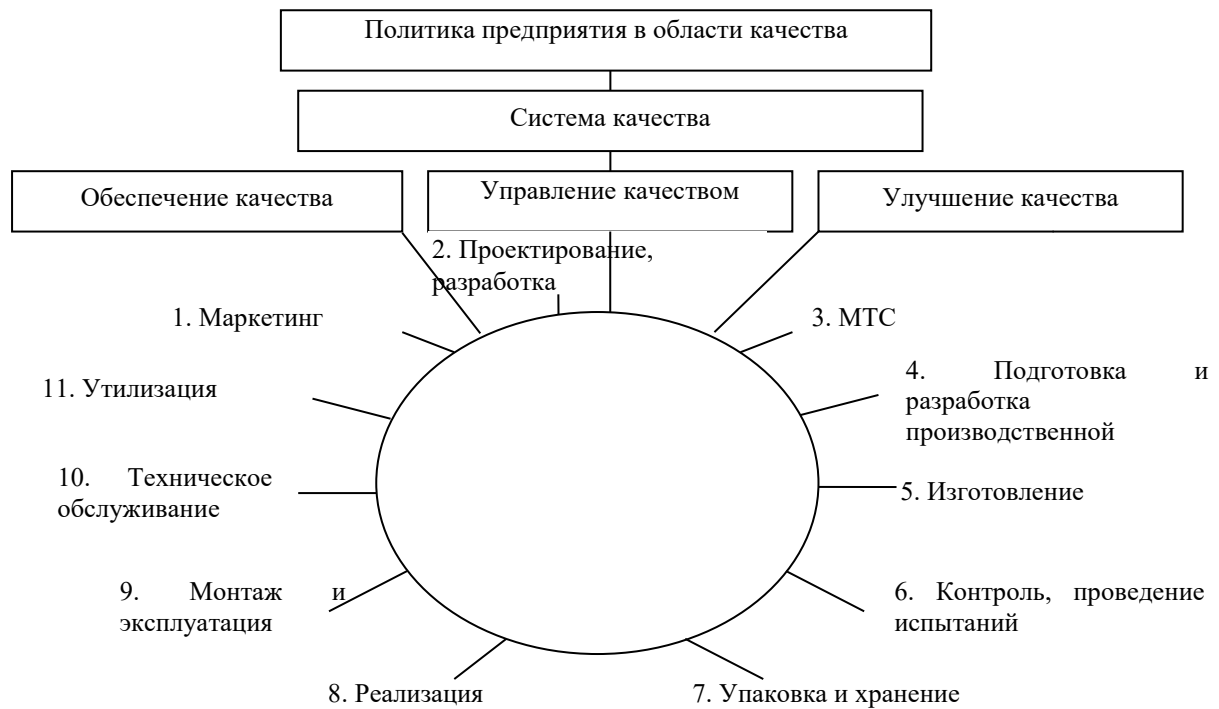 Политика предприятия в области качества
Система качества
Обеспечение качества
Управление качеством
Улучшение качества
2. Проектирование,
разработка
1. Маркетинг
3. МТС
11. Утилизация
4. Подготовка и
разработка
производственной
10. Техническое
обслуживание
5. Изготовление
9. Монтаж и
эксплуатация
6. Контроль, проведение
испытаний
8. Реализация
7. Упаковка и хранение